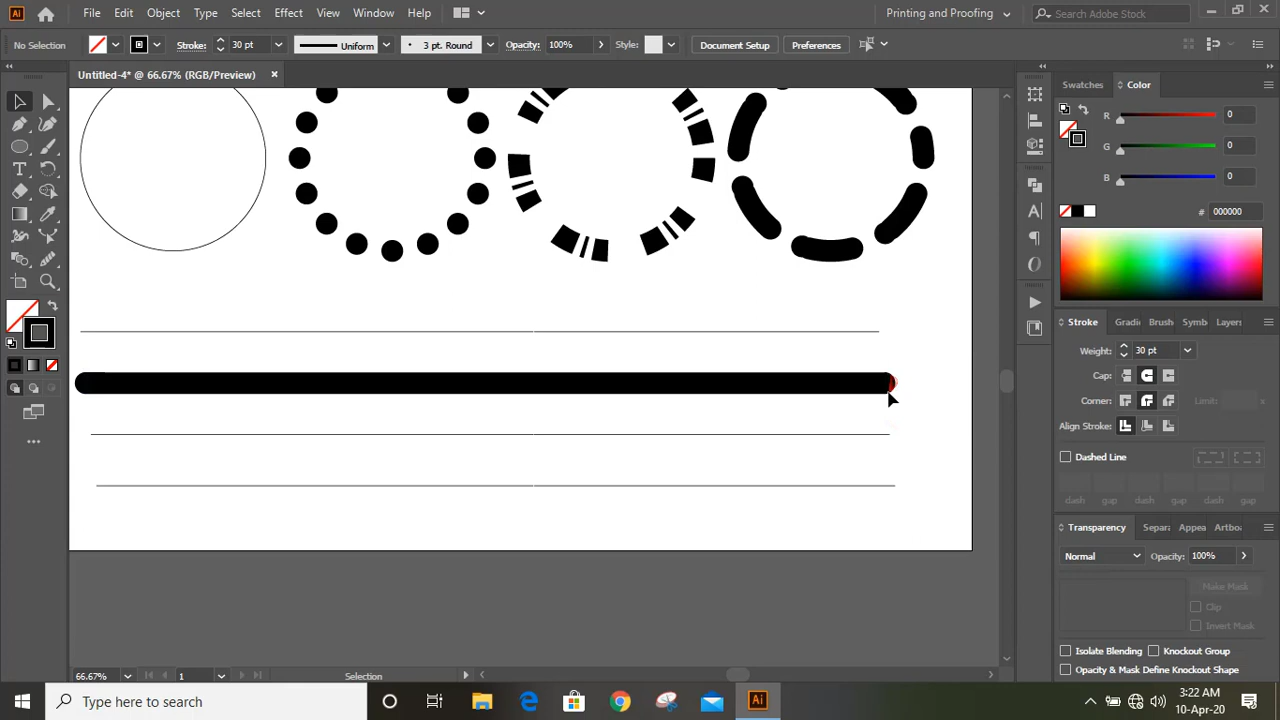 Ai File Edit Object Type Select Effect View Window Help Printing and Proofing Search Adobe Stock
No Selection Stroke: 30 pt Uniform 3 pt. Round Opacity: 100% Style: Document Setup Preferences
Untitled-4* @ 66.67% (RGB/Preview)
Swatches Color
R 0
G 0
B 0
# 000000
Stroke Gradi Brush Symb Layers
Weight: 30 pt
Cap:
Corner: Limit: x
Align Stroke:
Dashed Line
dash gap dash gap dash gap
Transparency Separ Appea Artbo
Normal Opacity: 100%
Make Mask
Clip
Invert Mask
Isolate Blending Knockout Group
Opacity & Mask Define Knockout Shape
66.67% 1 Selection
Type here to search Ai 3:22 AM
10-Apr-20